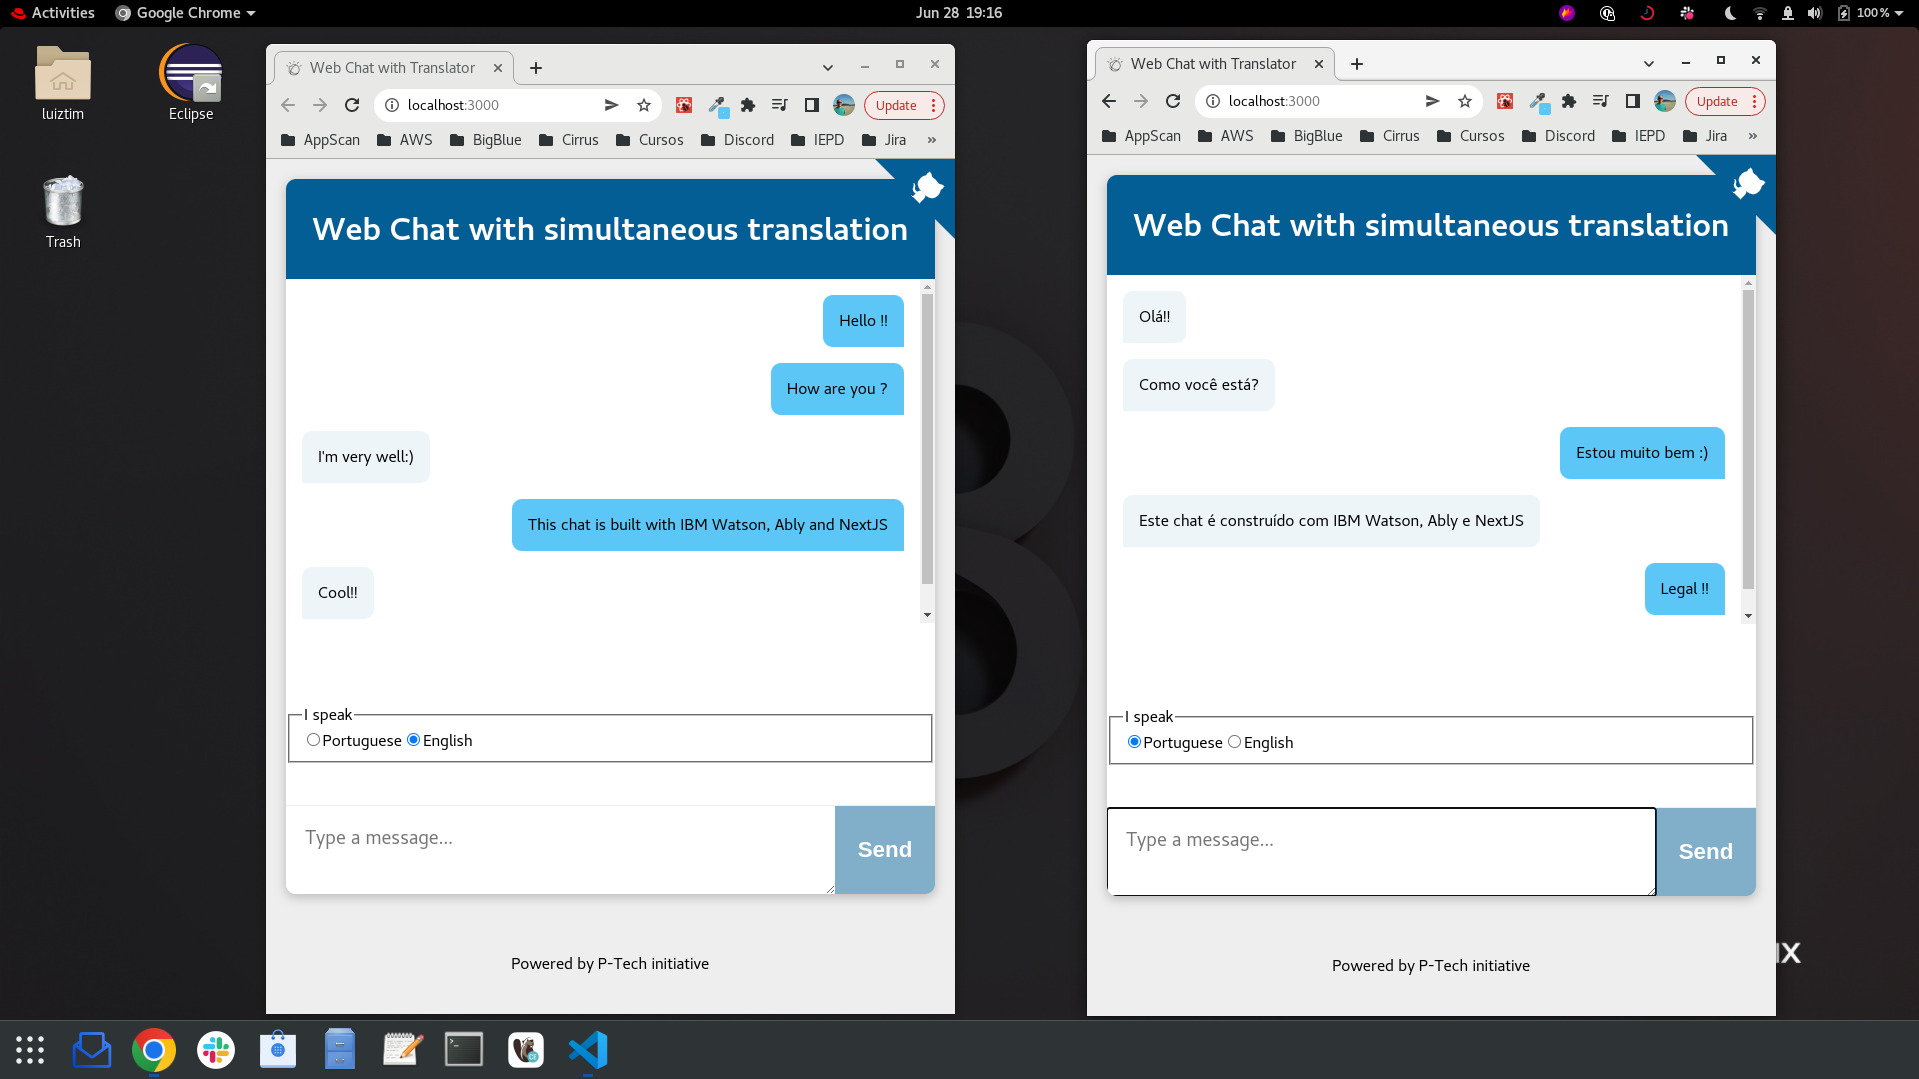 Activities
Google Chrome
Jun 28 19:16
100 %
luiztim
Eclipse
Trash
Web Chat with Translator
localhost:3000
Update
AppScan
AWS
BigBlue
Cirrus
Cursos
Discord
IEPD
Jira
»
Web Chat with simultaneous translation
Hello !!
How are you ?
I'm very well:)
This chat is built with IBM Watson, Ably and NextJS
Cool!!
I speak
Portuguese English
Type a message...
Send
Powered by P-Tech initiative
Web Chat with Translator
localhost:3000
Update
AppScan
AWS
BigBlue
Cirrus
Cursos
Discord
IEPD
Jira
»
Web Chat with simultaneous translation
Olá!!
Como você está?
Estou muito bem :)
Este chat é construído com IBM Watson, Ably e NextJS
Legal !!
I speak
Portuguese English
Type a message...
Send
Powered by P-Tech initiative